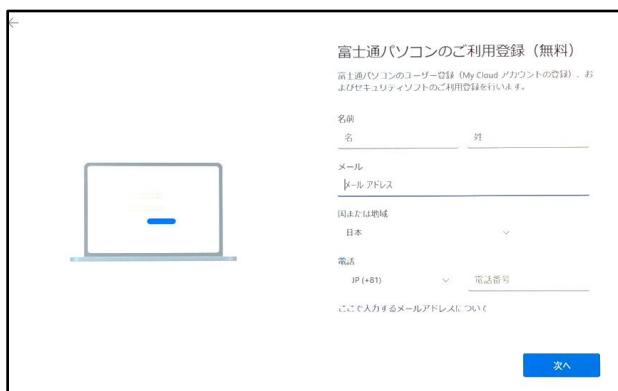 富士通パソコンのご利用登録（無料）
富士通パソコンのユーザー登録（My Cloud アカウントの登録）、お
よびセキュリティソフトのご利用登録を行います。
名前
名 姓
メール
メール アドレス
国または地域
日本
電話
JP (+81) 電話番号
ここで入力するメールアドレスについて
次へ